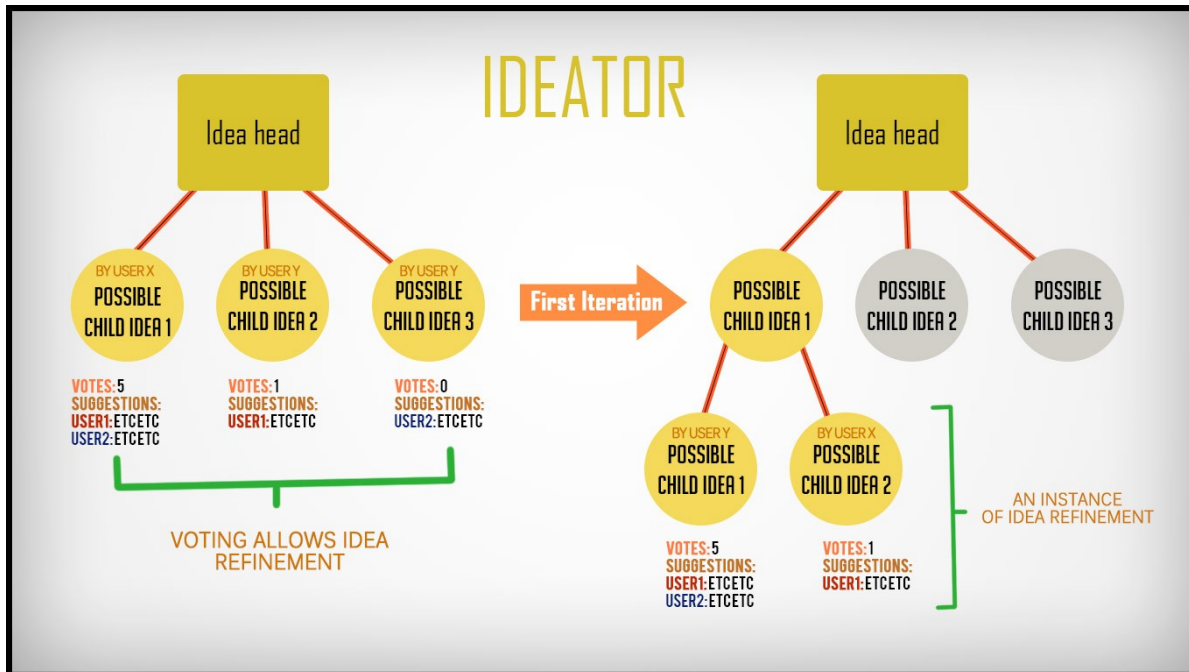 IDEATOR
Idea head
BY USER X
POSSIBLE
CHILD IDEA 1
VOTES:5
SUGGESTIONS:
USER1:ETCETC
USER2:ETCETC
BY USER Y
POSSIBLE
CHILD IDEA 2
VOTES:1
SUGGESTIONS:
USER1:ETCETC
BY USER Y
POSSIBLE
CHILD IDEA 3
VOTES:0
SUGGESTIONS:
USER2:ETCETC
VOTING ALLOWS IDEA
REFINEMENT
First Iteration
Idea head
POSSIBLE
CHILD IDEA 1
POSSIBLE
CHILD IDEA 2
POSSIBLE
CHILD IDEA 3
BY USER Y
POSSIBLE
CHILD IDEA 1
VOTES:5
SUGGESTIONS:
USER1:ETCETC
USER2:ETCETC
BY USER X
POSSIBLE
CHILD IDEA 2
VOTES:1
SUGGESTIONS:
USER1:ETCETC
AN INSTANCE
OF IDEA REFINEMENT